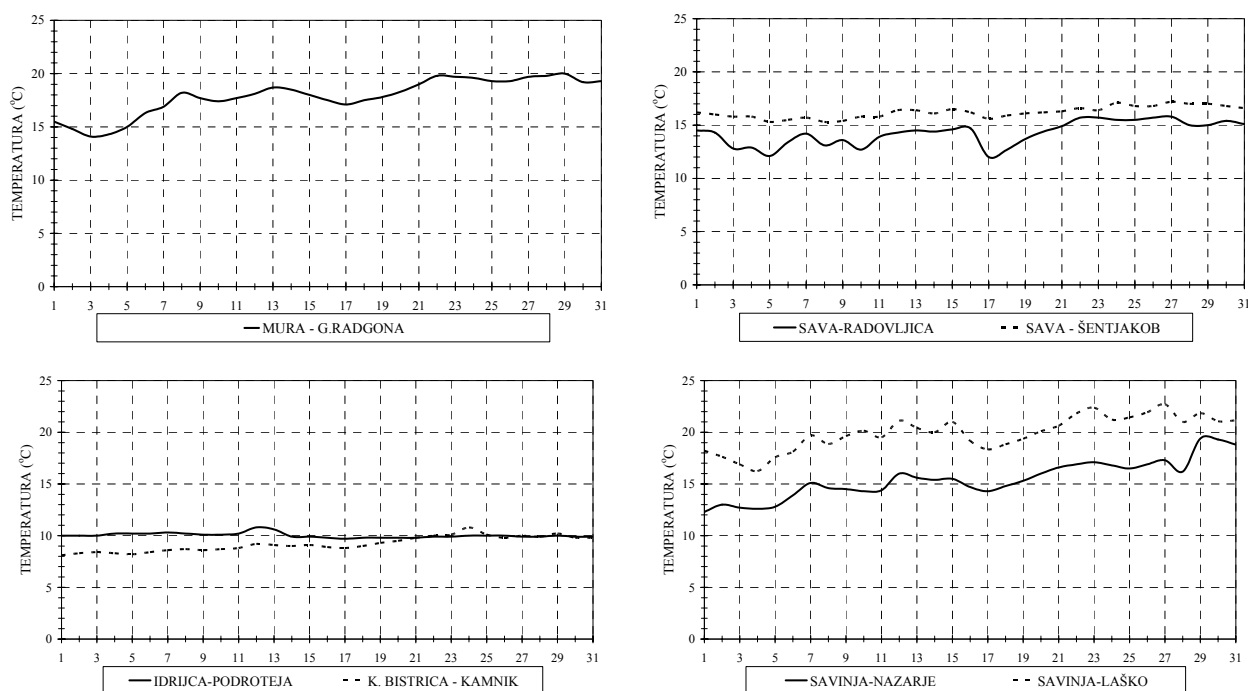 TEMPERATURA (°C)
25
20
15
10
5
0
1 3 5 7 9 11 13 15 17 19 21 23 25 27 29 31
MURA - G.RADGONA
TEMPERATURA (°C)
25
20
15
10
5
0
1 3 5 7 9 11 13 15 17 19 21 23 25 27 29 31
SAVA-RADOVLJICA SAVA - ŠENTJAKOB
TEMPERATURA (°C)
25
20
15
10
5
0
1 3 5 7 9 11 13 15 17 19 21 23 25 27 29 31
IDRIJCA-PODROTEJA K. BISTRICA - KAMNIK
TEMPERATURA (°C)
25
20
15
10
5
0
1 3 5 7 9 11 13 15 17 19 21 23 25 27 29 31
SAVINJA-NAZARJE SAVINJA-LAŠKO